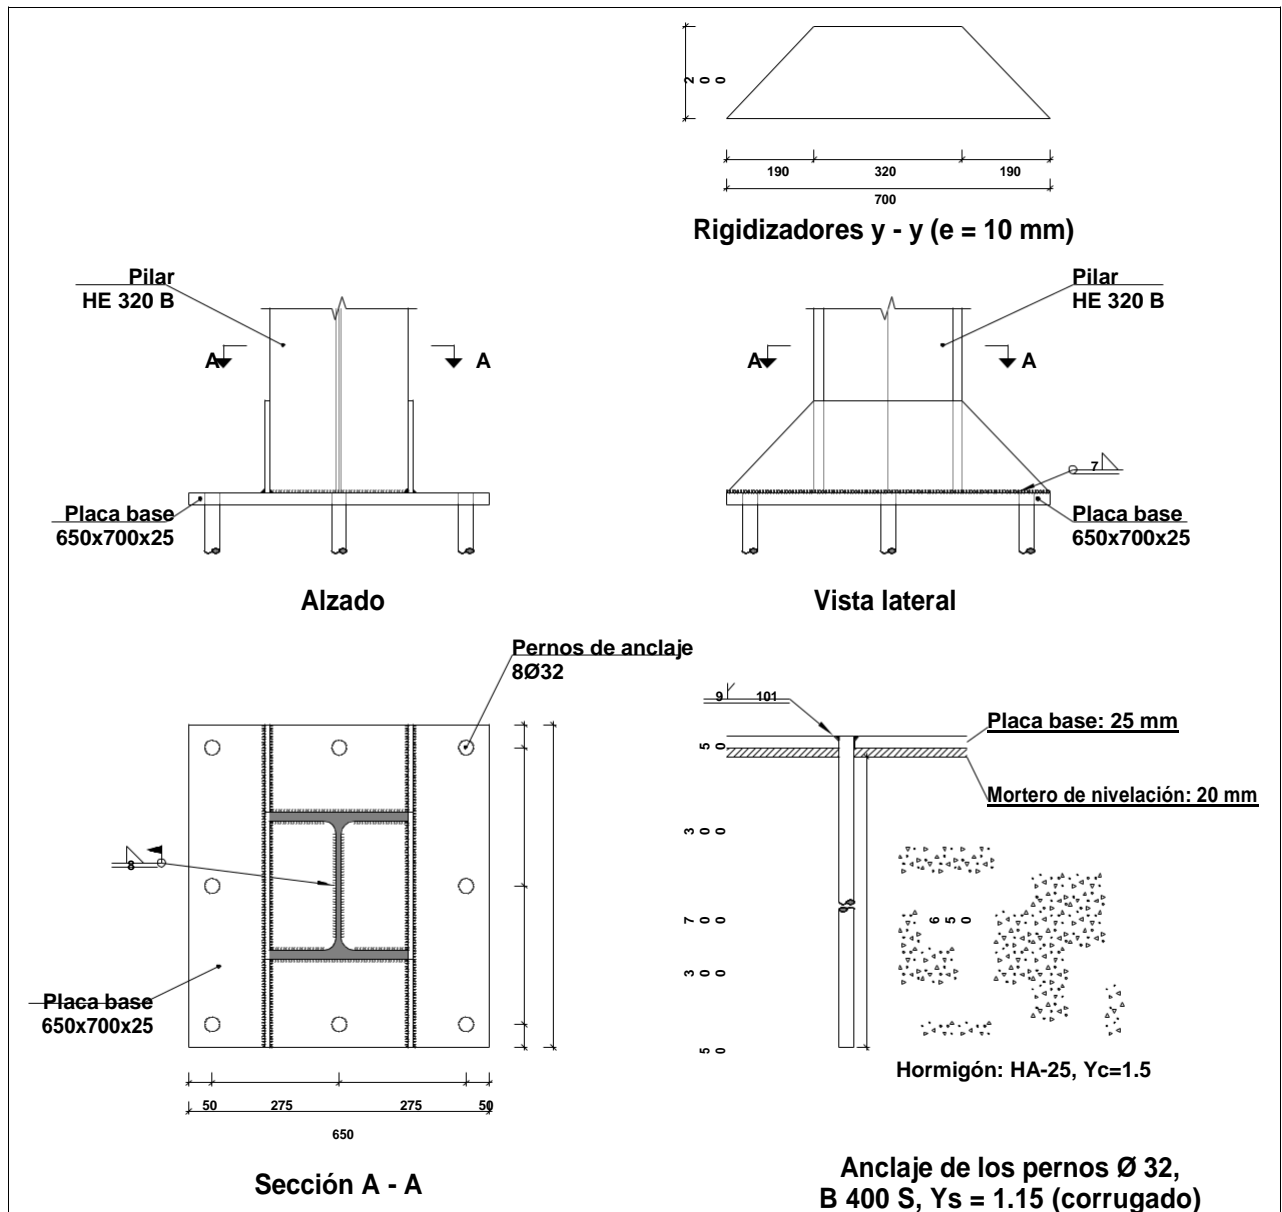 200
190 320 190
700
Rigidizadores y - y (e = 10 mm)
Pilar
HE 320 B
Pilar
HE 320 B
A A
A A
7
Placa base
650x700x25
Placa base
650x700x25
Alzado
Vista lateral
Pernos de anclaje
8Ø32
9 101
Placa base: 25 mm
50
Mortero de nivelación: 20 mm
300
8
700
650
300
Placa base
650x700x25
50
Hormigón: HA-25, Yc=1.5
50 275 275 50
650
Sección A - A
Anclaje de los pernos Ø 32,
B 400 S, Ys = 1.15 (corrugado)